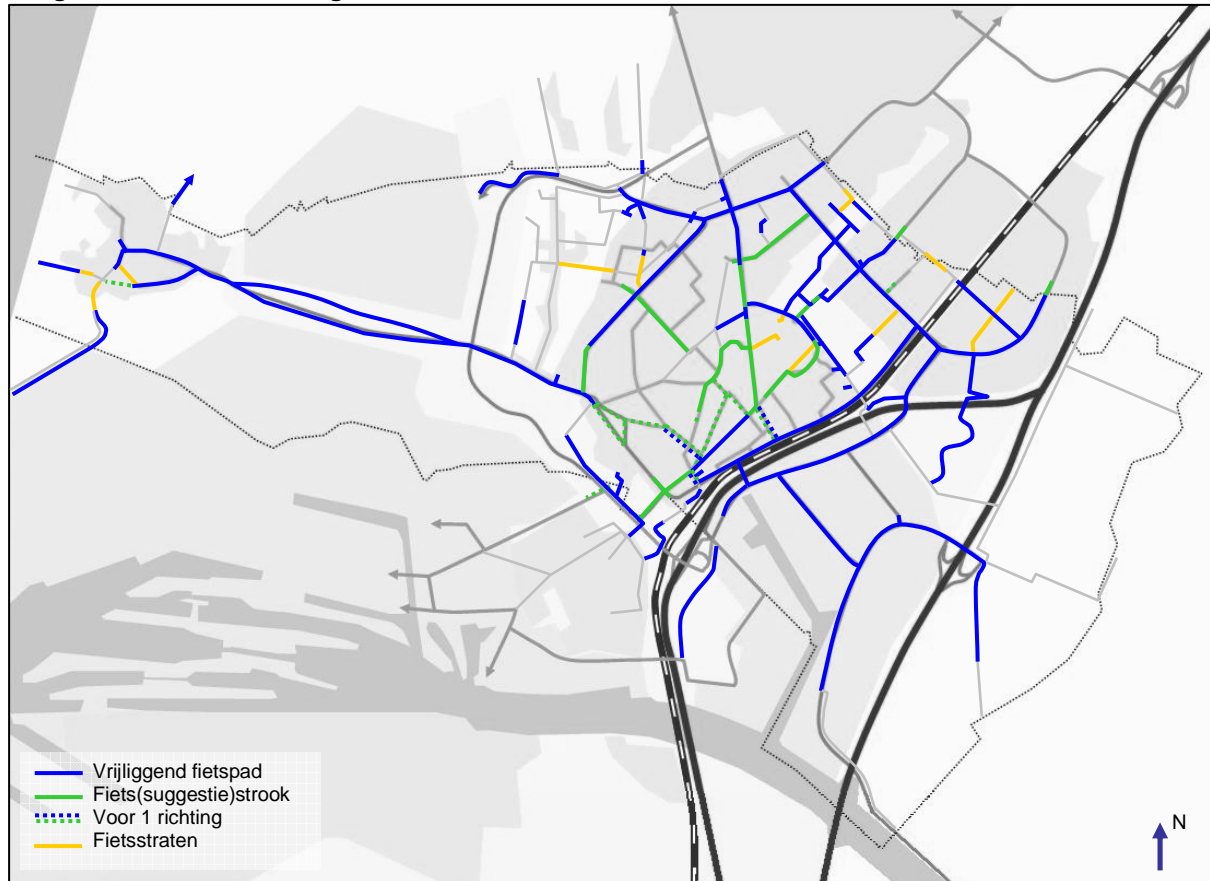 Vrijliggend fietspad
Fiets(suggestie)strook
Voor 1 richting
Fietsstraten
N